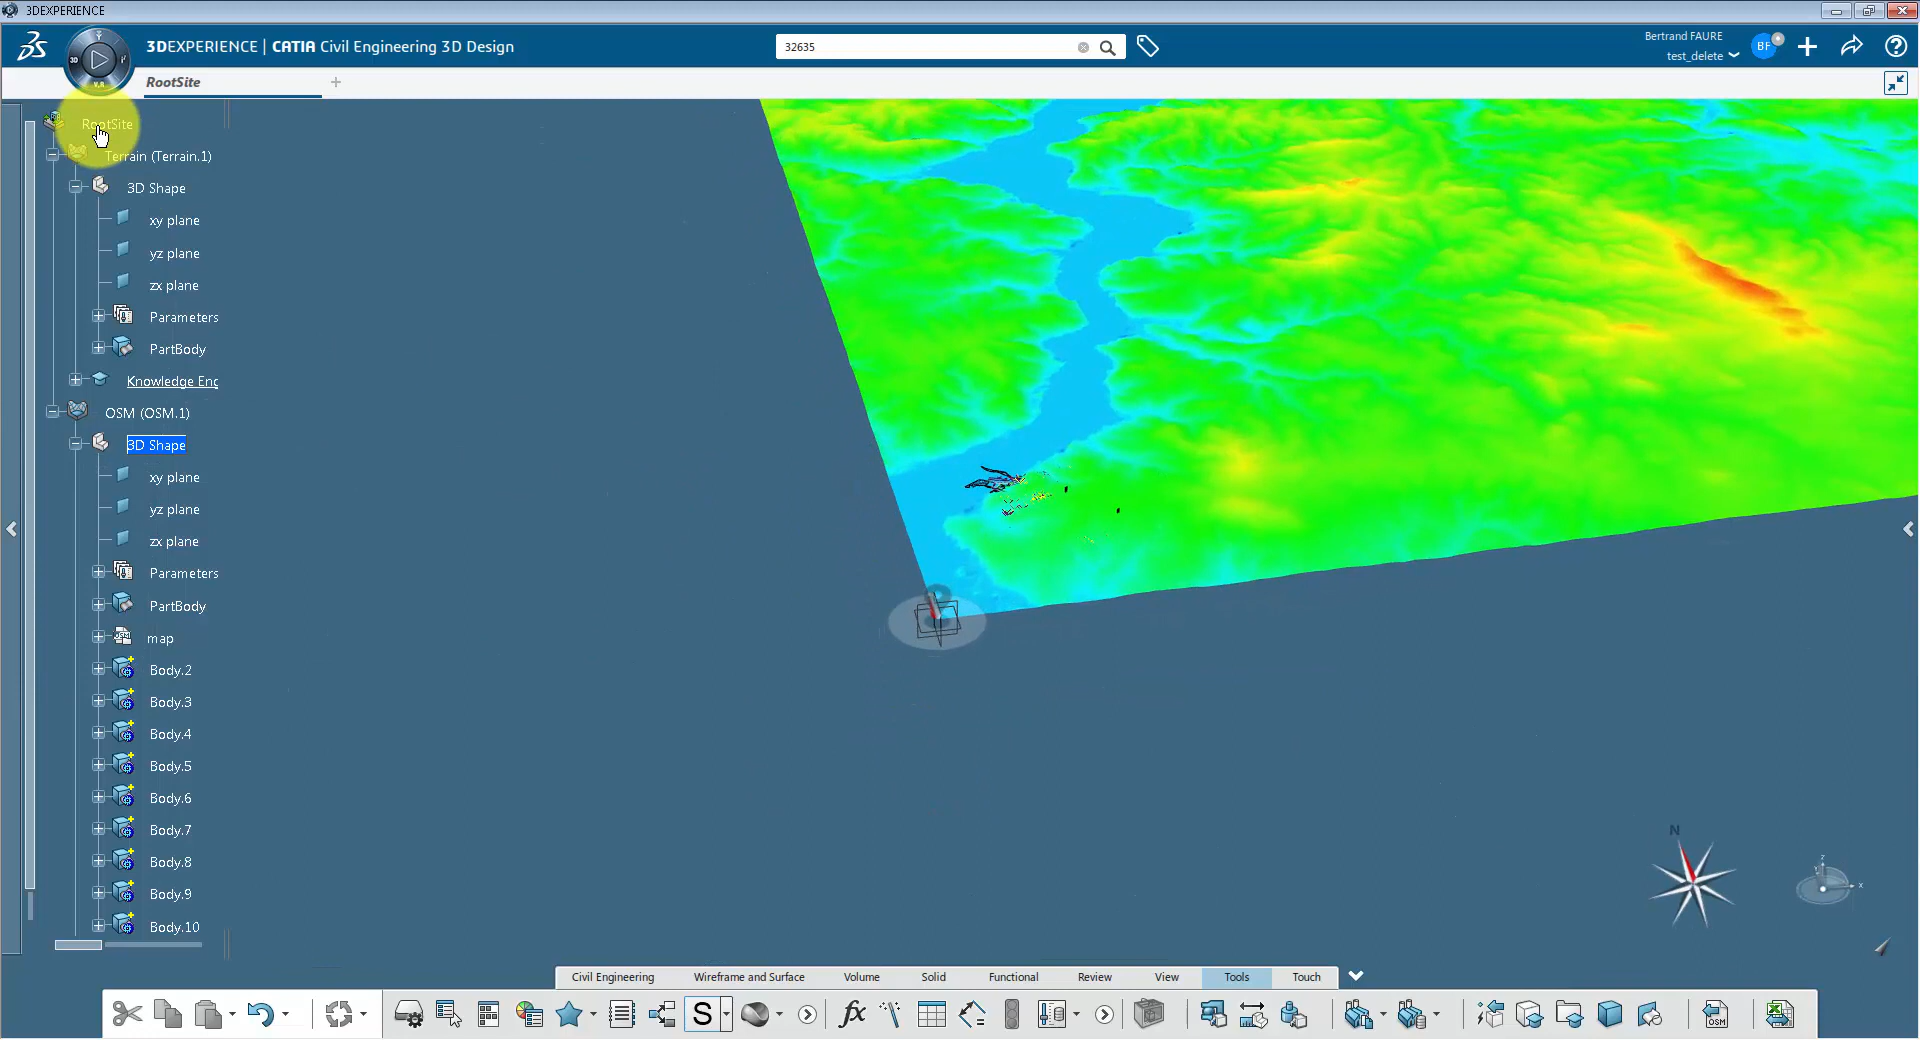 3DEXPERIENCE
3DEXPERIENCE | CATIA Civil Engineering 3D Design
32635
Bertrand FAURE
test_delete
BF
3D
V.R
RootSite
RootSite
Terrain (Terrain.1)
3D Shape
xy plane
yz plane
zx plane
Parameters
PartBody
Knowledge Eng
OSM (OSM.1)
3D Shape
xy plane
yz plane
zx plane
Parameters
PartBody
map
Body.2
Body.3
Body.4
Body.5
Body.6
Body.7
Body.8
Body.9
Body.10
N
Z
X
Civil Engineering
Wireframe and Surface
Volume
Solid
Functional
Review
View
Tools
Touch
S
fx
OSM